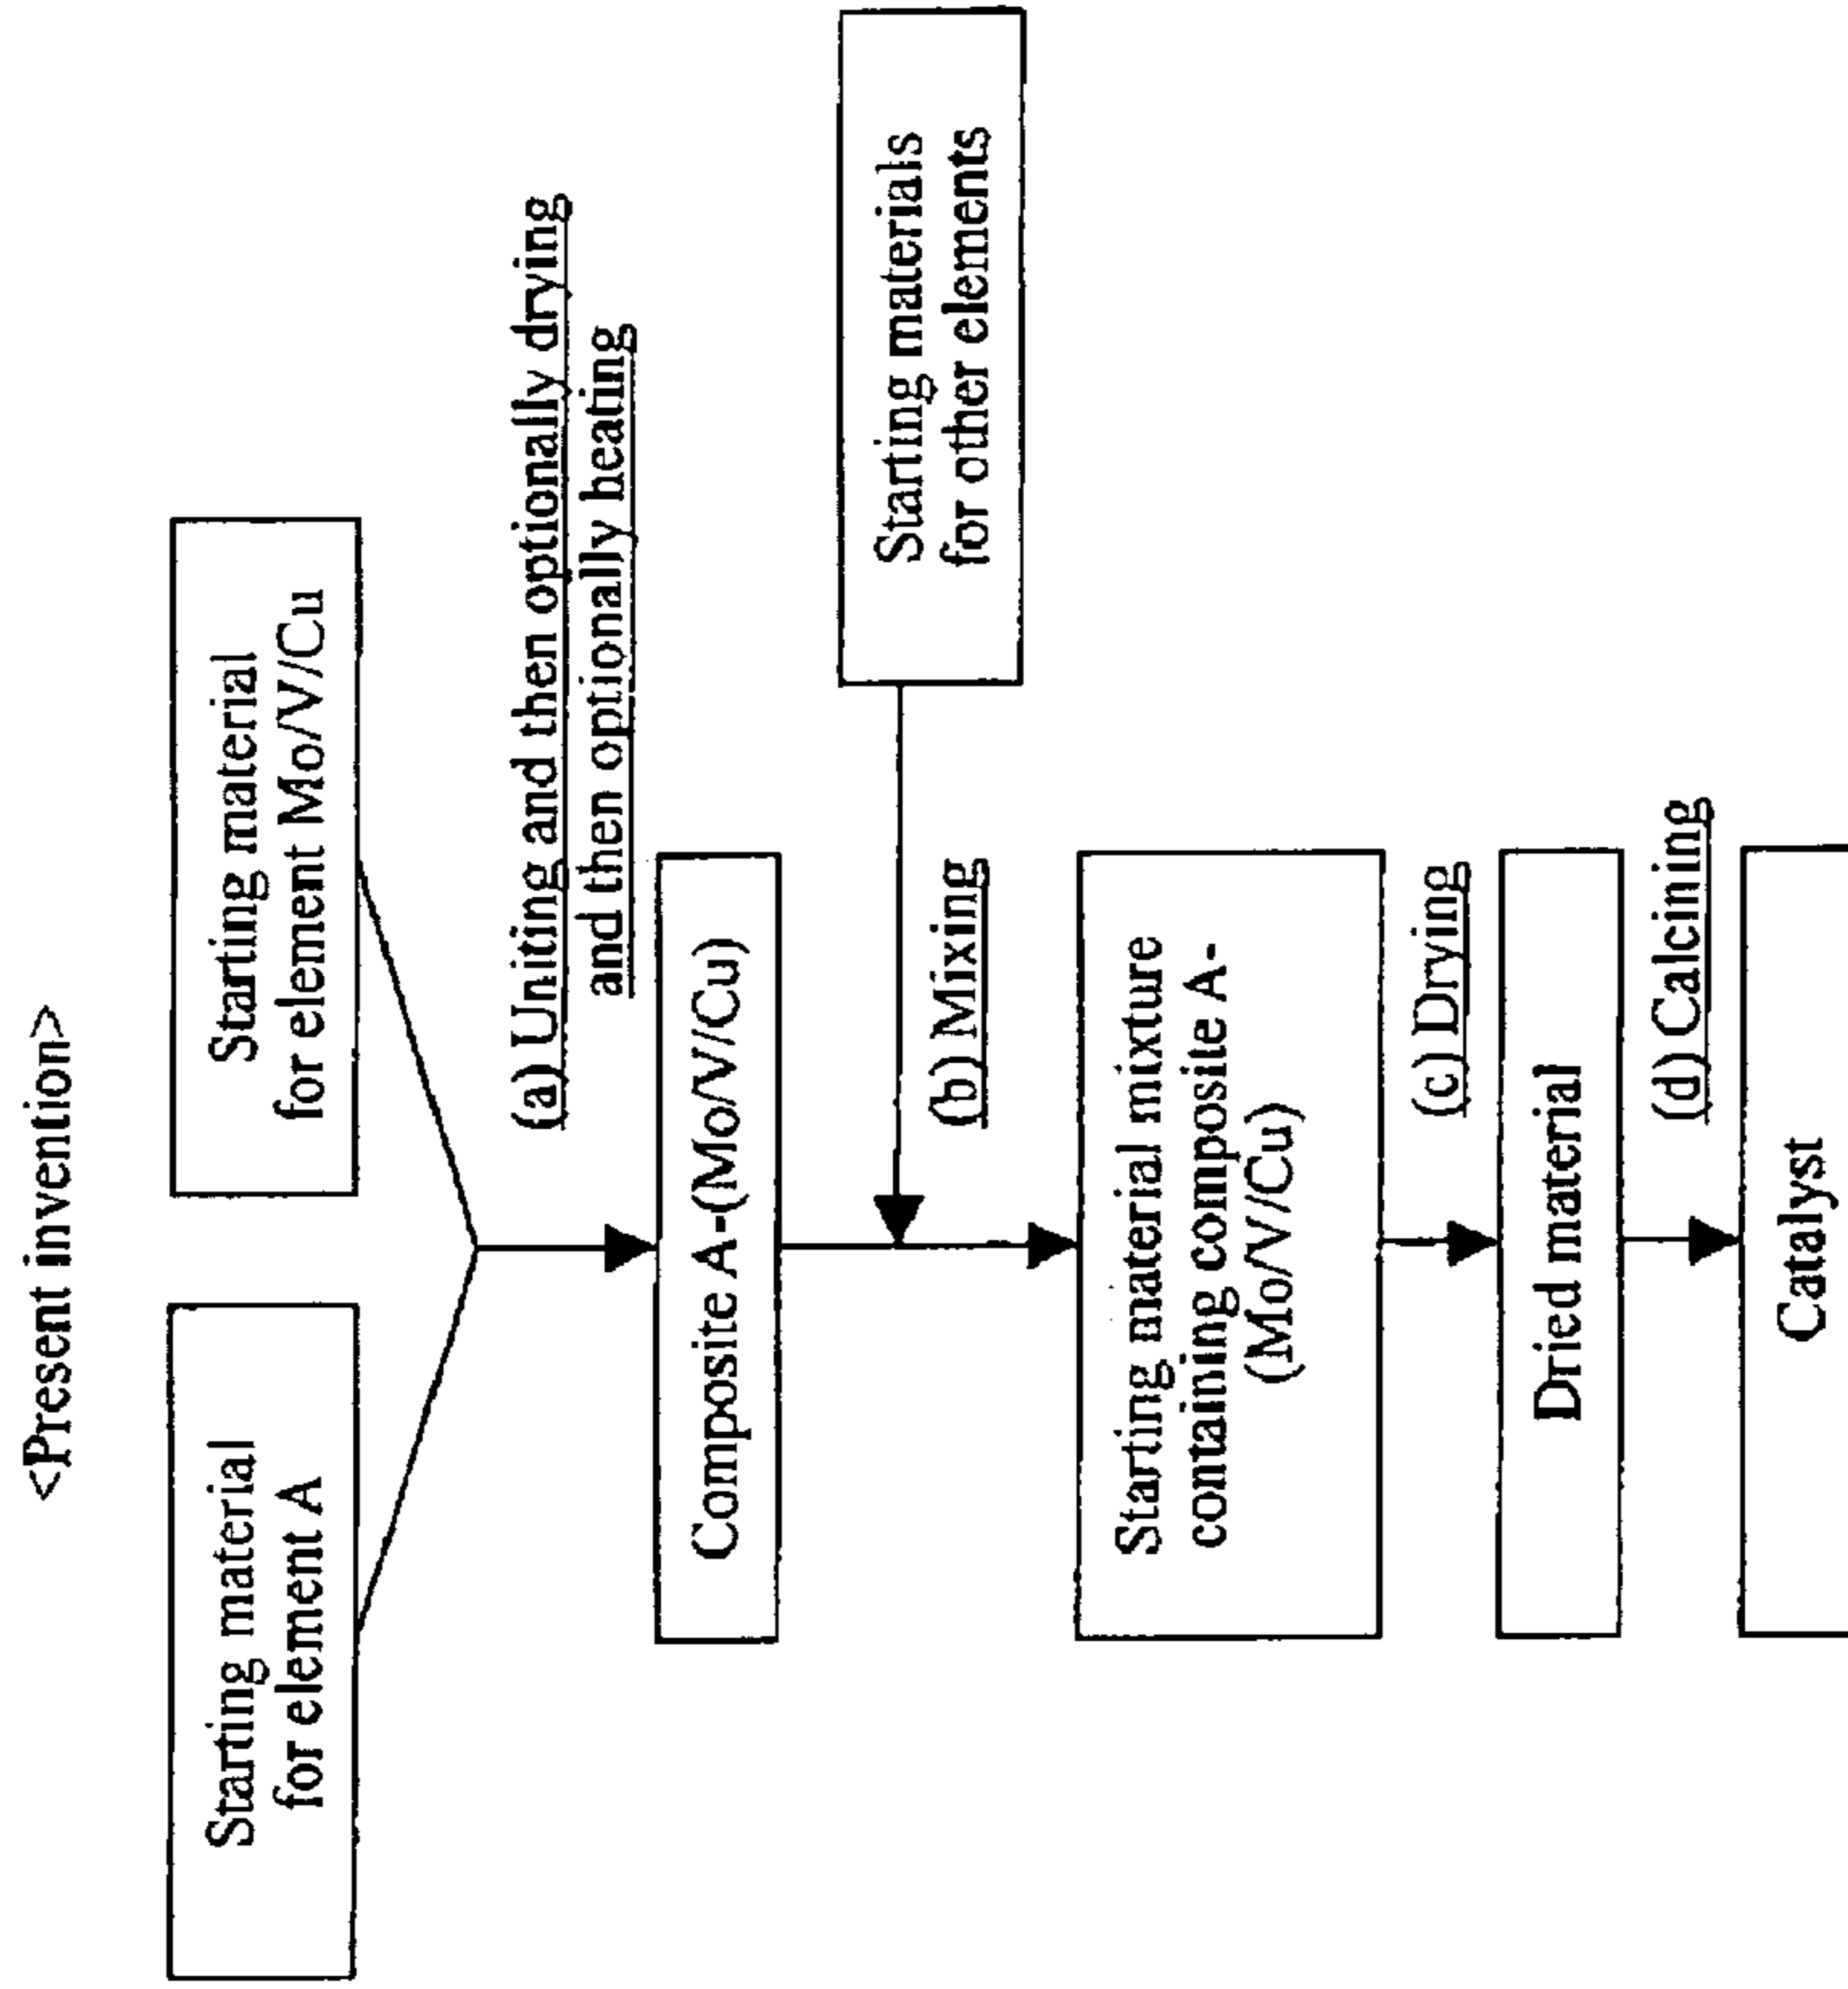 <Present invention>
Starting material
for element A
Starting material
for element Mo/V/Cu
(a) Uniting and then optionally drying
and then optionally heating
Composite A-(Mo/V/Cu)
Starting materials
for other elements
(b) Mixing
Starting material mixture
containing composite A-
(Mo/V/Cu)
(c) Drying
Dried material
(d) Calcining
Catalyst